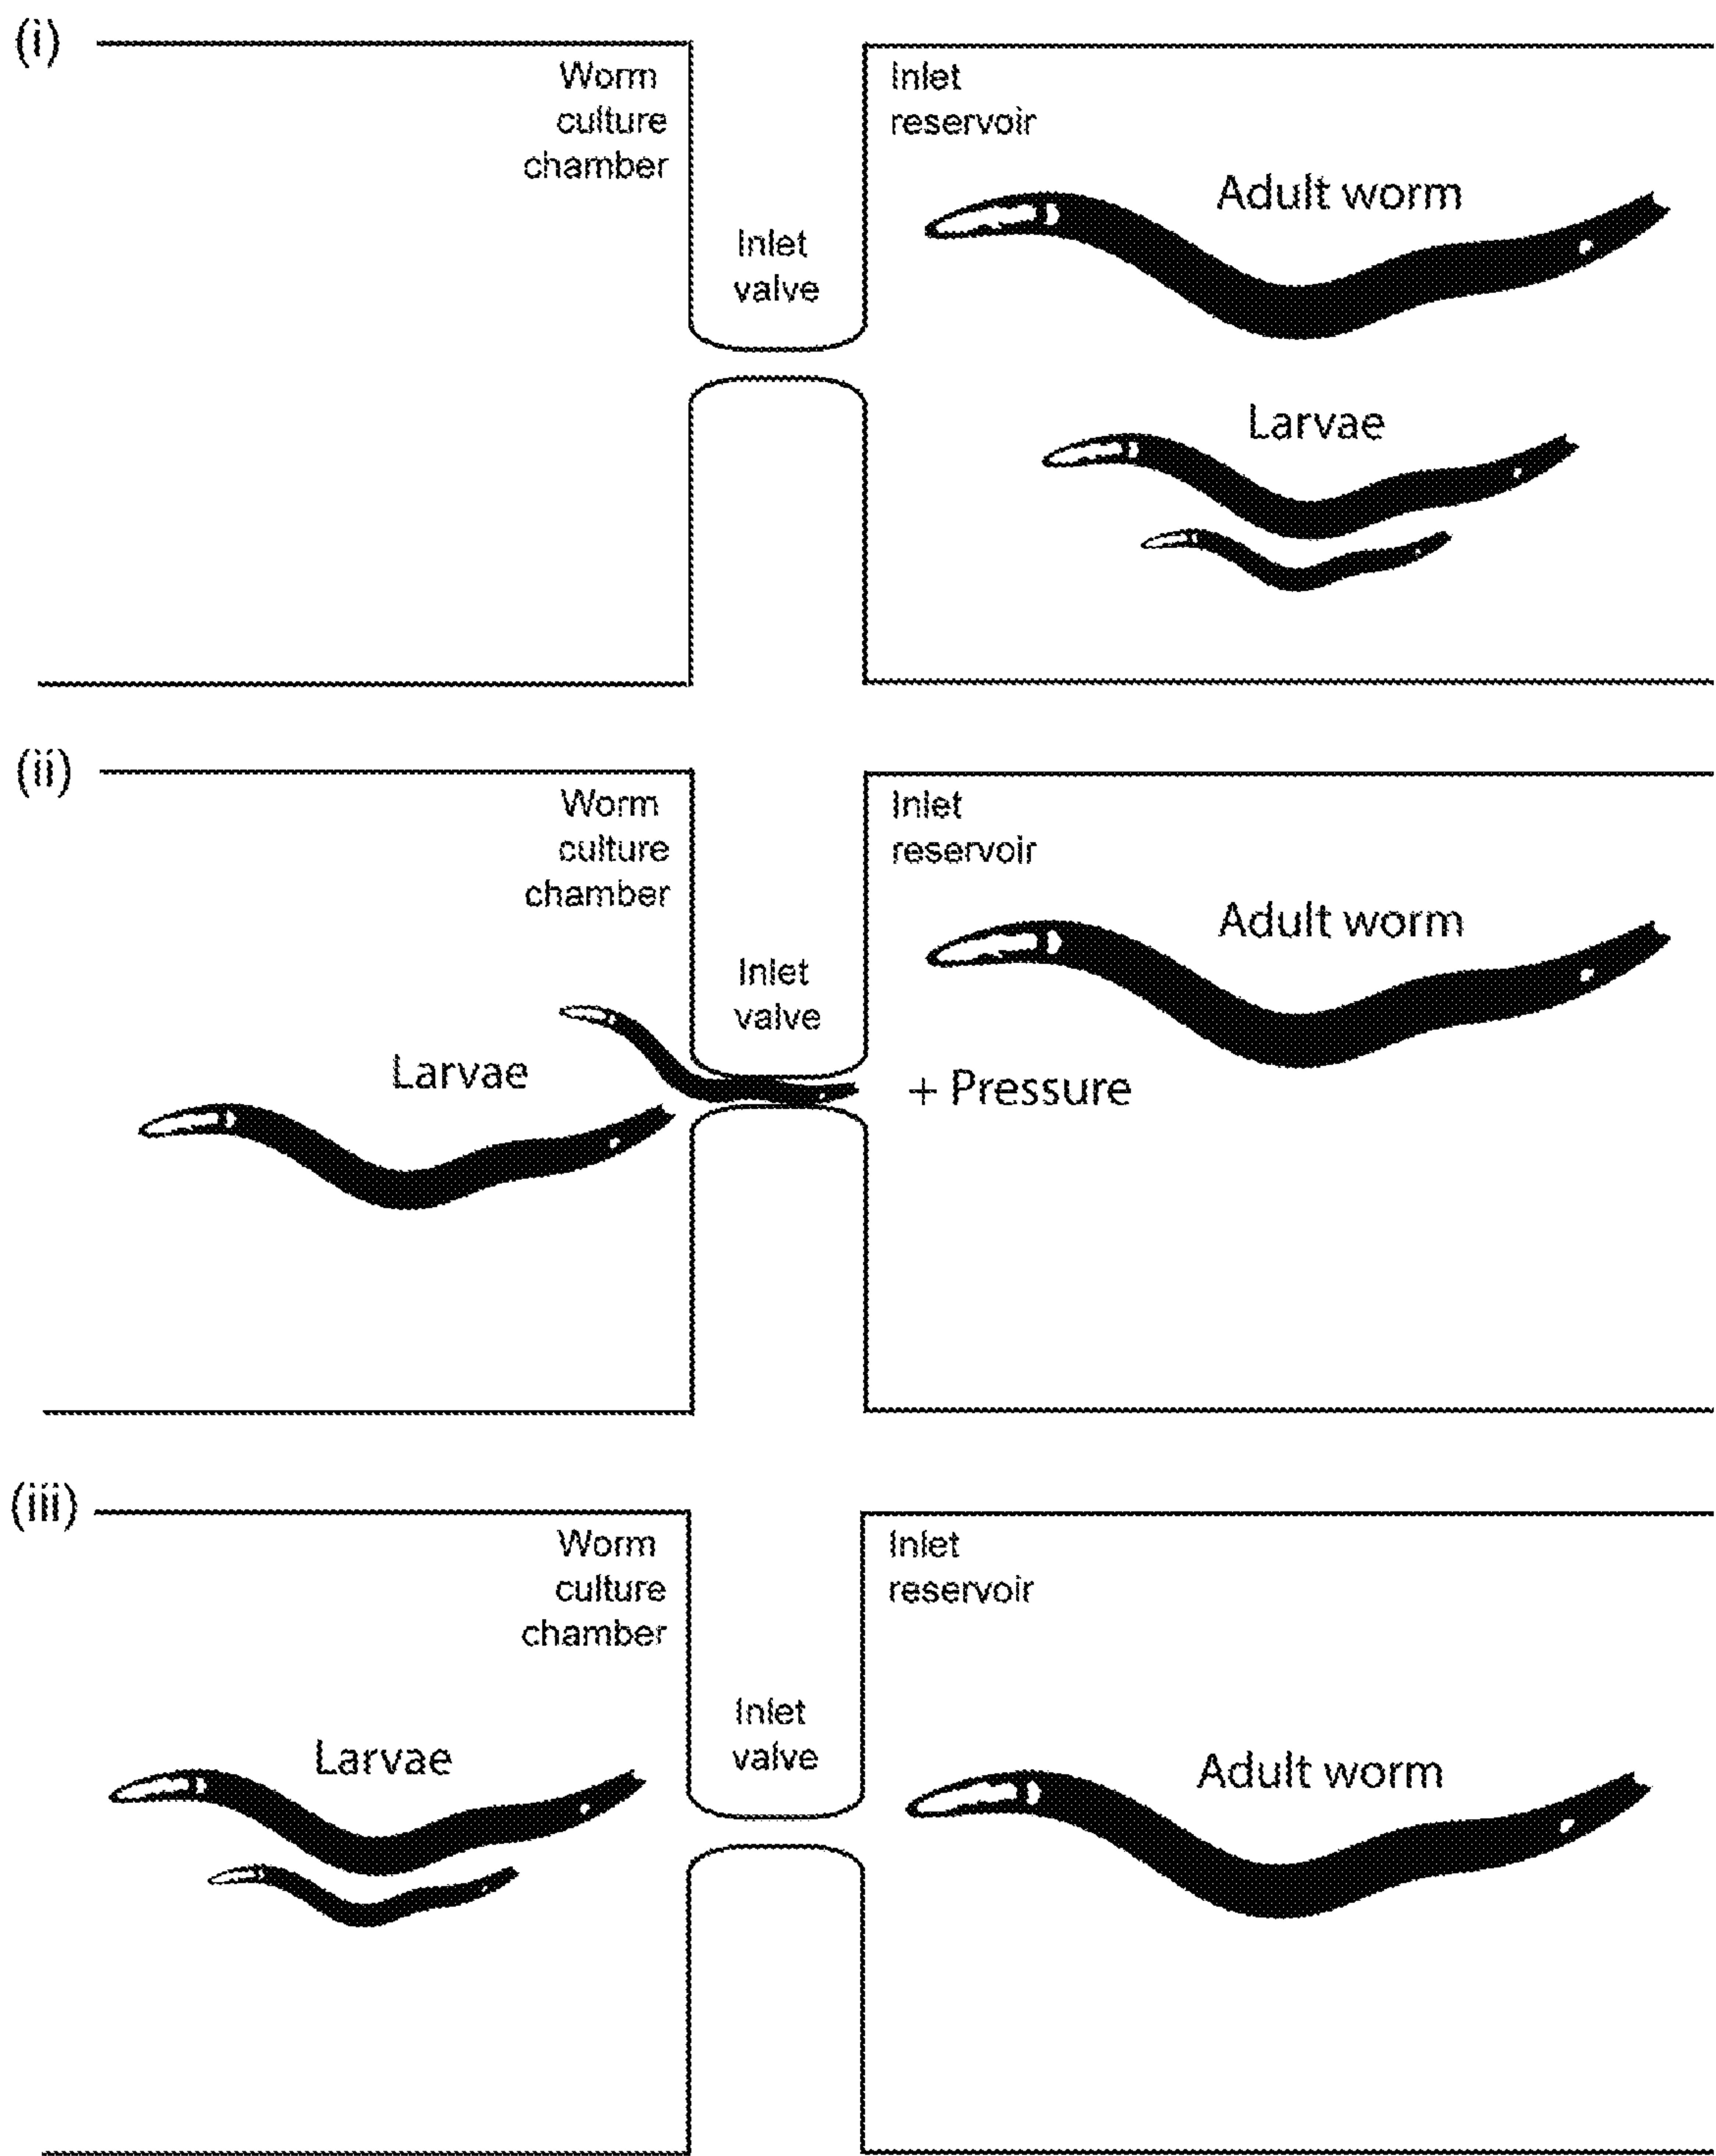 (i)
Worm
culture
chamber
Inlet
valve
Inlet
reservoir
Adult worm
Larvae
(ii)
Worm
culture
chamber
Inlet
valve
Inlet
reservoir
Adult worm
Larvae
+ Pressure
(iii)
Worm
culture
chamber
Inlet
valve
Inlet
reservoir
Larvae
Adult worm